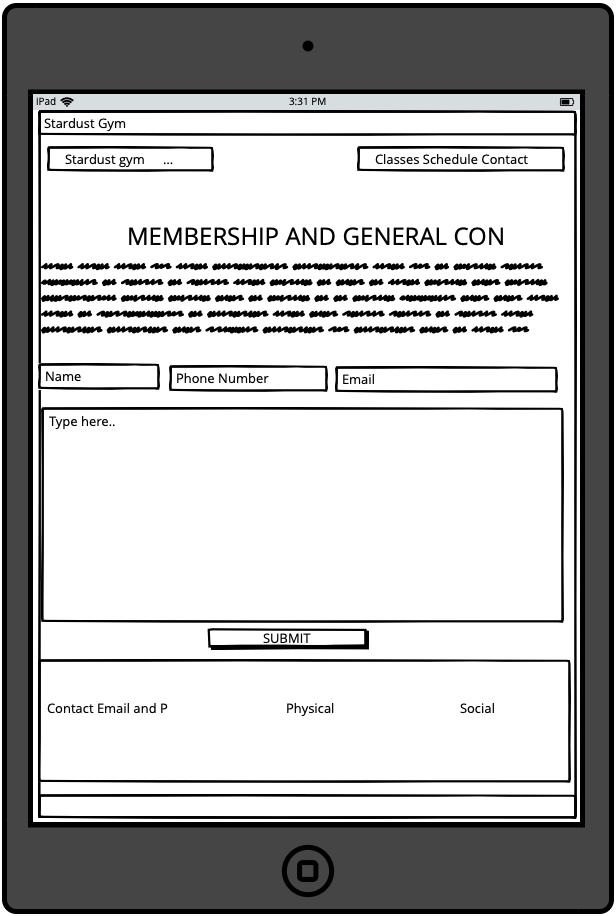 iPad 3:31 PM
Stardust Gym
Stardust gym ... Classes Schedule Contact
MEMBERSHIP AND GENERAL CON
Name Phone Number Email
Type here..
SUBMIT
Contact Email and P Physical Social